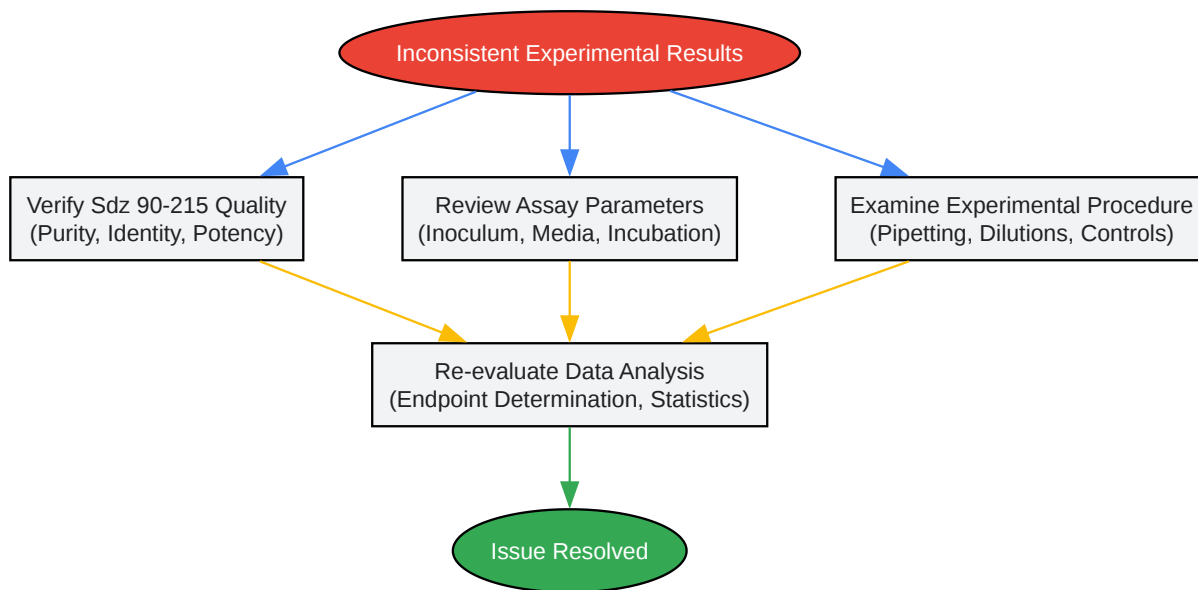 Inconsistent Experimental Results
Verify Sdz 90-215 Quality
(Purity, Identity, Potency)
Review Assay Parameters
(Inoculum, Media, Incubation)
Examine Experimental Procedure
(Pipetting, Dilutions, Controls)
Re-evaluate Data Analysis
(Endpoint Determination, Statistics)
Issue Resolved